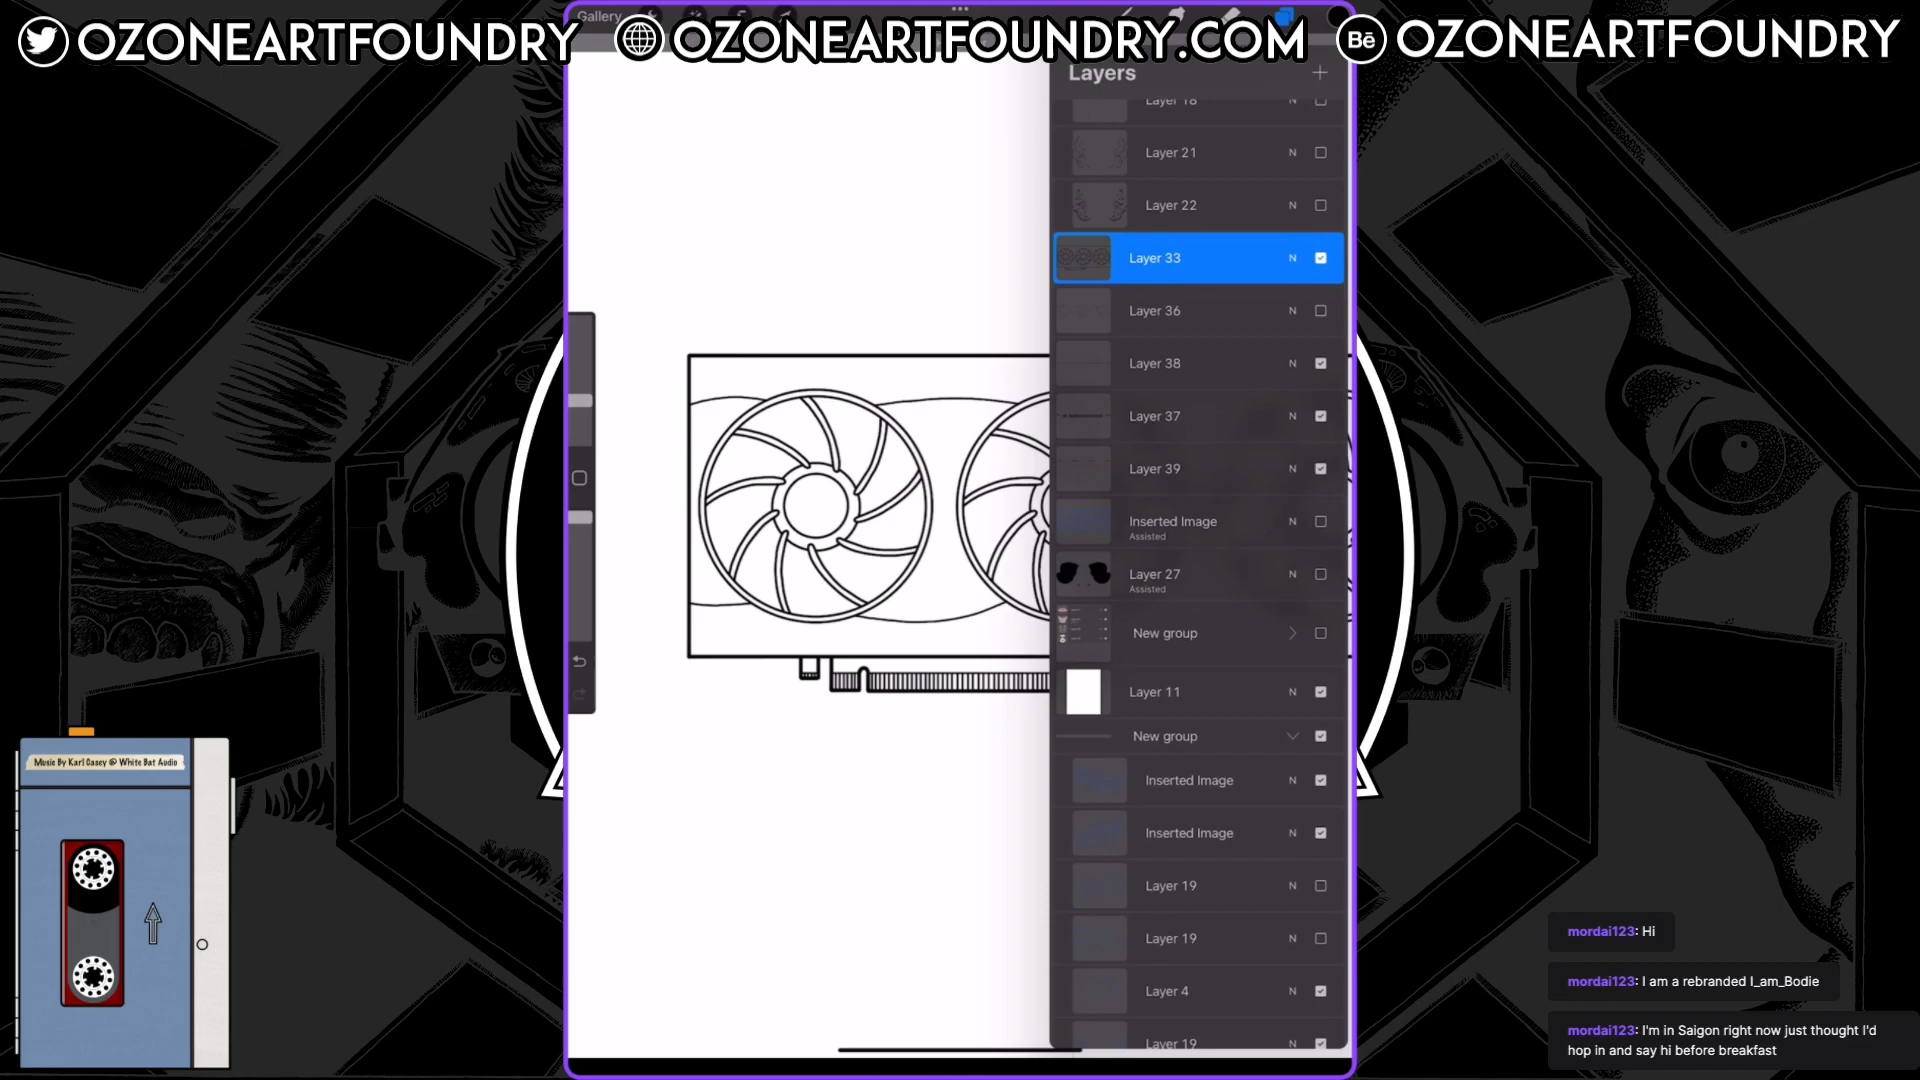 OZONEARTFOUNDRY
OZONEARTFOUNDRY.COM
Bē OZONEARTFOUNDRY
Gallery
Layers
Layer 18 N
Layer 21 N
Layer 22 N
Layer 33 N
Layer 36 N
Layer 38 N
Layer 37 N
Layer 39 N
Inserted Image N
Assisted
Layer 27 N
Assisted
New group
Layer 11 N
New group
Inserted Image N
Inserted Image N
Layer 19 N
Layer 19 N
Layer 4 N
Layer 19 N
Music By Karl Casey @ White Bat Audio
mordai123: Hi
mordai123: I am a rebranded I_am_Bodie
mordai123: I'm in Saigon right now just thought I'd
hop in and say hi before breakfast